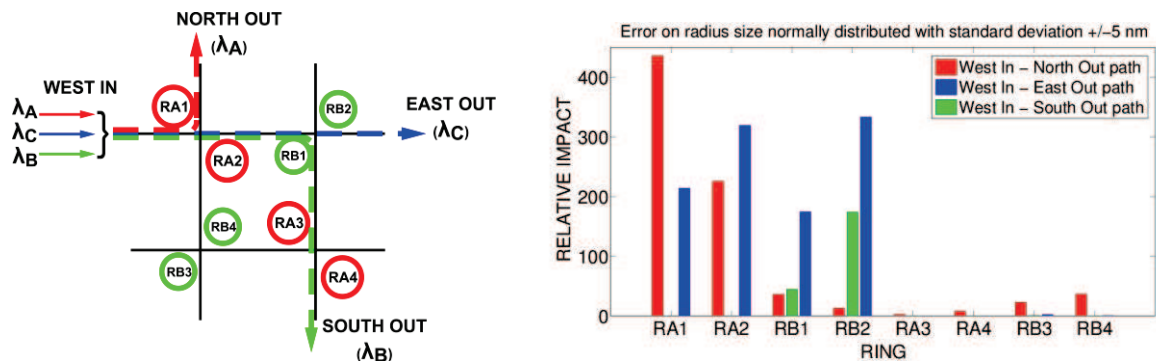 NORTH OUT
(λA)
WEST IN
λA
λC
λB
RA1
RB2
EAST OUT
(λC)
RA2
RB1
RB4
RA3
RB3
RA4
SOUTH OUT
(λB)
Error on radius size normally distributed with standard deviation +/−5 nm
West In − North Out path
West In − East Out path
West In − South Out path
RELATIVE IMPACT
400
300
200
100
0
RA1 RA2 RB1 RB2 RA3 RA4 RB3 RB4
RING